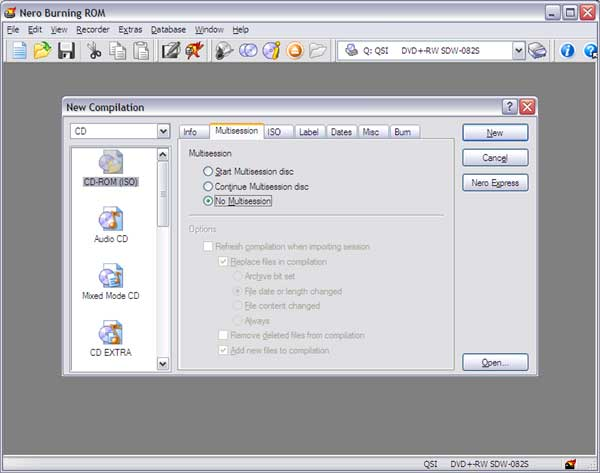 Nero Burning ROM
File Edit View Recorder Extras Database Window Help
Q: QSI DVD+-RW SDW-082S
New Compilation
CD
Info Multisession ISO Label Dates Misc Burn
New
Cancel
Nero Express
Open...
CD-ROM (ISO)
Audio CD
Mixed Mode CD
CD EXTRA
Multisession
Start Multisession disc
Continue Multisession disc
No Multisession
Options
Refresh compilation when importing session
Replace files in compilation
Archive bit set
File date or length changed
File content changed
Always
Remove deleted files from compilation
Add new files to compilation
QSI DVD+-RW SDW-082S